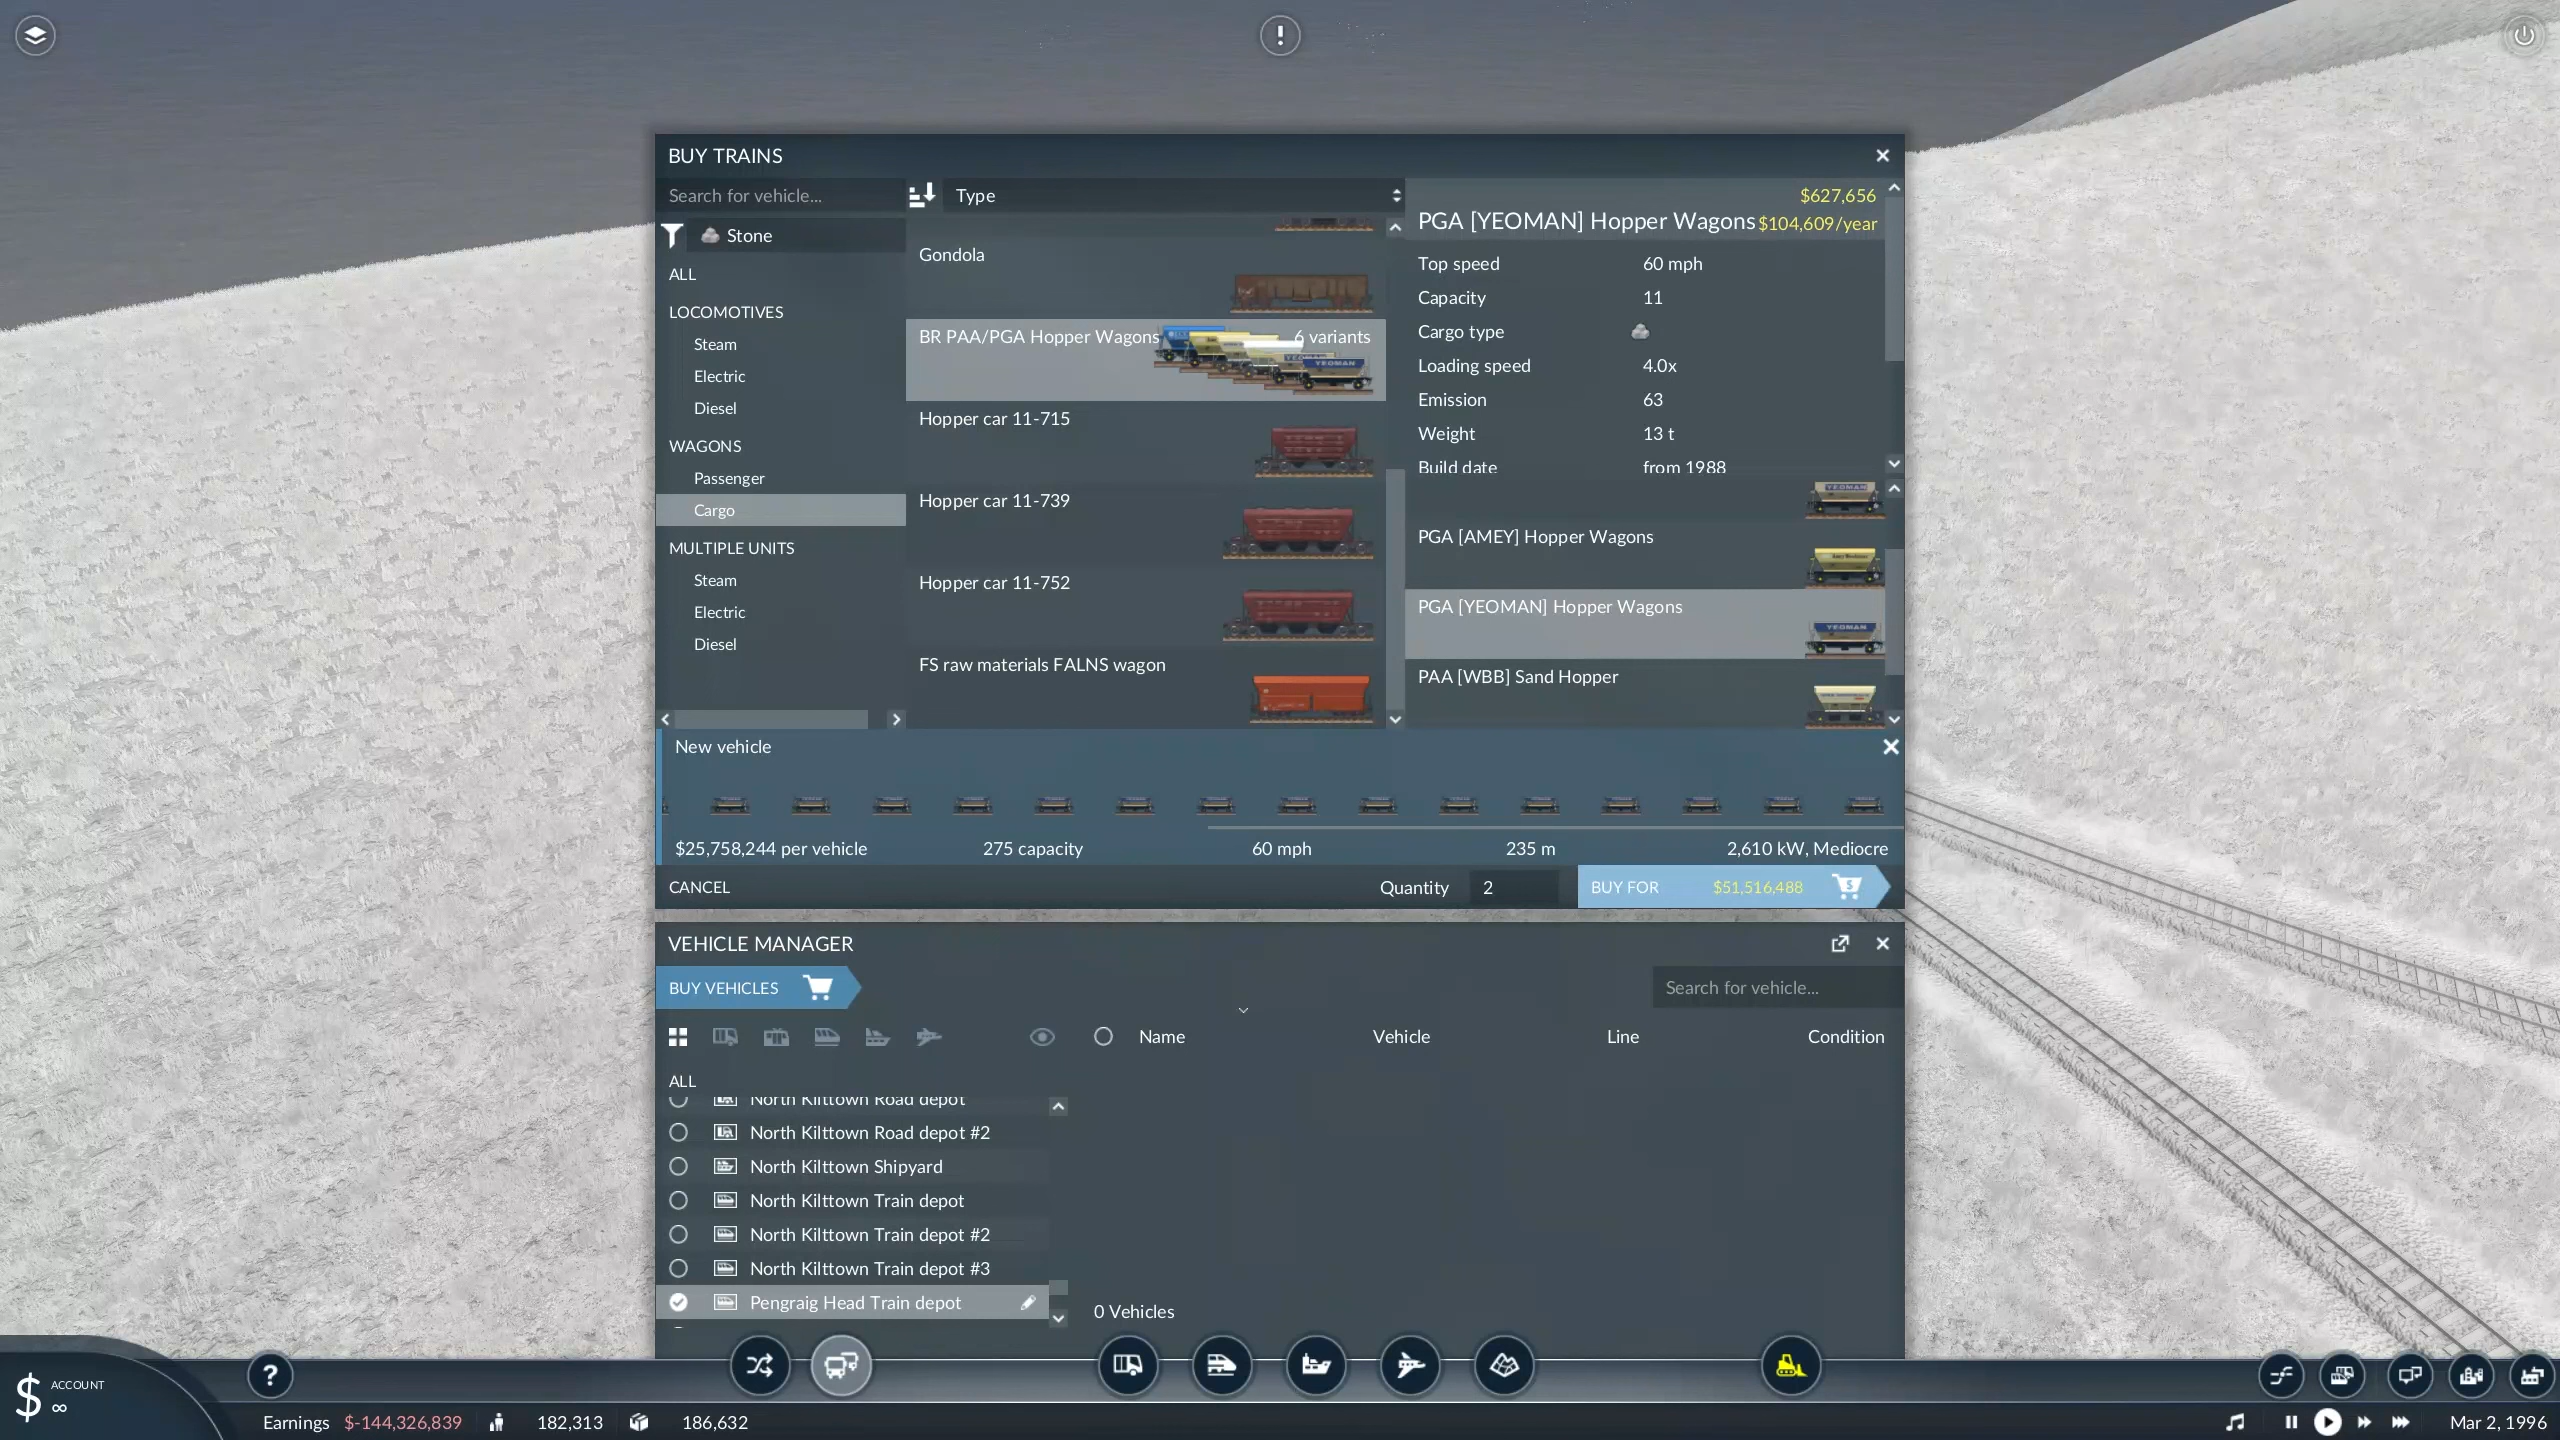 BUY TRAINS
Search for vehicle...
Type
Stone
ALL
LOCOMOTIVES
Steam
Electric
Diesel
WAGONS
Passenger
Cargo
MULTIPLE UNITS
Steam
Electric
Diesel
Gondola
BR PAA/PGA Hopper Wagons 6 variants
Hopper car 11-715
Hopper car 11-739
Hopper car 11-752
FS raw materials FALNS wagon
$627,656
PGA [YEOMAN] Hopper Wagons $104,609/year
Top speed 60 mph
Capacity 11
Cargo type
Loading speed 4.0x
Emission 63
Weight 13 t
Build date from 1988
YEOMAN
PGA [AMEY] Hopper Wagons
PGA [YEOMAN] Hopper Wagons
YEOMAN
PAA [WBB] Sand Hopper
New vehicle
$25,758,244 per vehicle 275 capacity 60 mph 235 m 2,610 kW, Mediocre
CANCEL Quantity 2 BUY FOR $51,516,488
VEHICLE MANAGER
BUY VEHICLES Search for vehicle...
Name Vehicle Line Condition
ALL
North Kilttown Road depot
North Kilttown Road depot #2
North Kilttown Shipyard
North Kilttown Train depot
North Kilttown Train depot #2
North Kilttown Train depot #3
Pengraig Head Train depot
0 Vehicles
$ ACCOUNT
∞
Earnings $-144,326,839 182,313 186,632 Mar 2, 1996